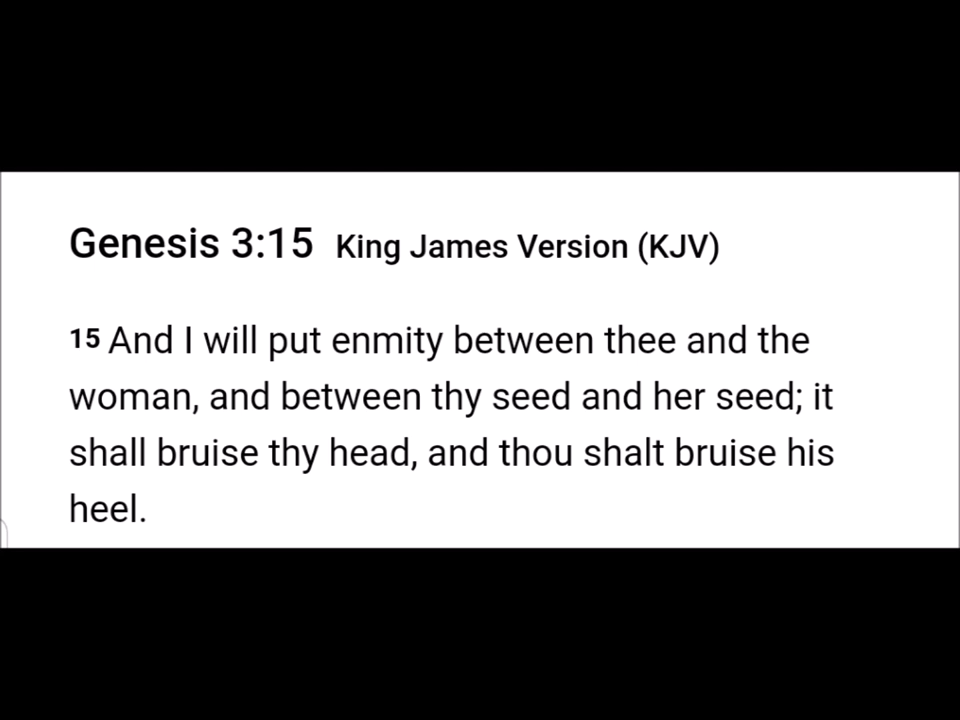 Genesis 3:15 King James Version (KJV)
15 And I will put enmity between thee and the
woman, and between thy seed and her seed; it
shall bruise thy head, and thou shalt bruise his
heel.